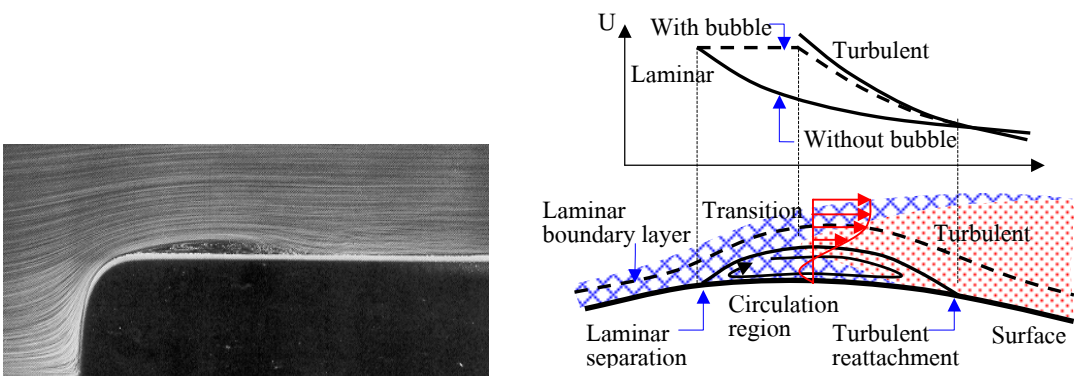 U
With bubble
Turbulent
Laminar
Without bubble
Laminar
boundary layer
Transition
Turbulent
Circulation
region
Laminar
separation
Turbulent
reattachment
Surface